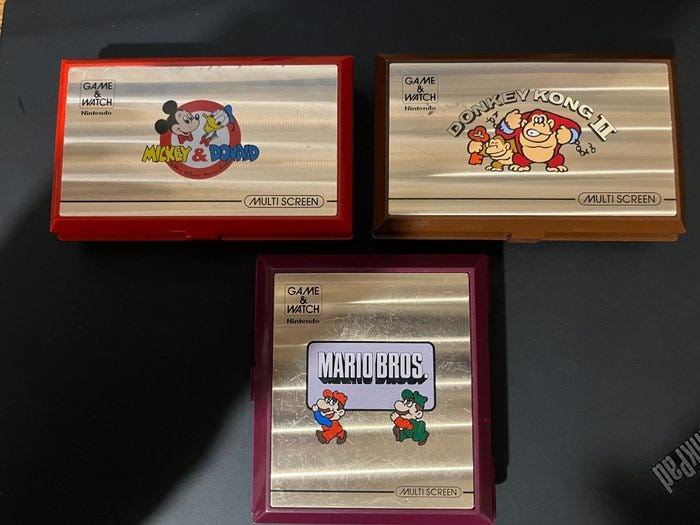 GAME
&
WATCH
Nintendo
MICKEY & DONALD
MULTI SCREEN
GAME
&
WATCH
Nintendo
DONKEY KONG II
MULTI SCREEN
GAME
&
WATCH
Nintendo
MARIO BROS.
MULTI SCREEN